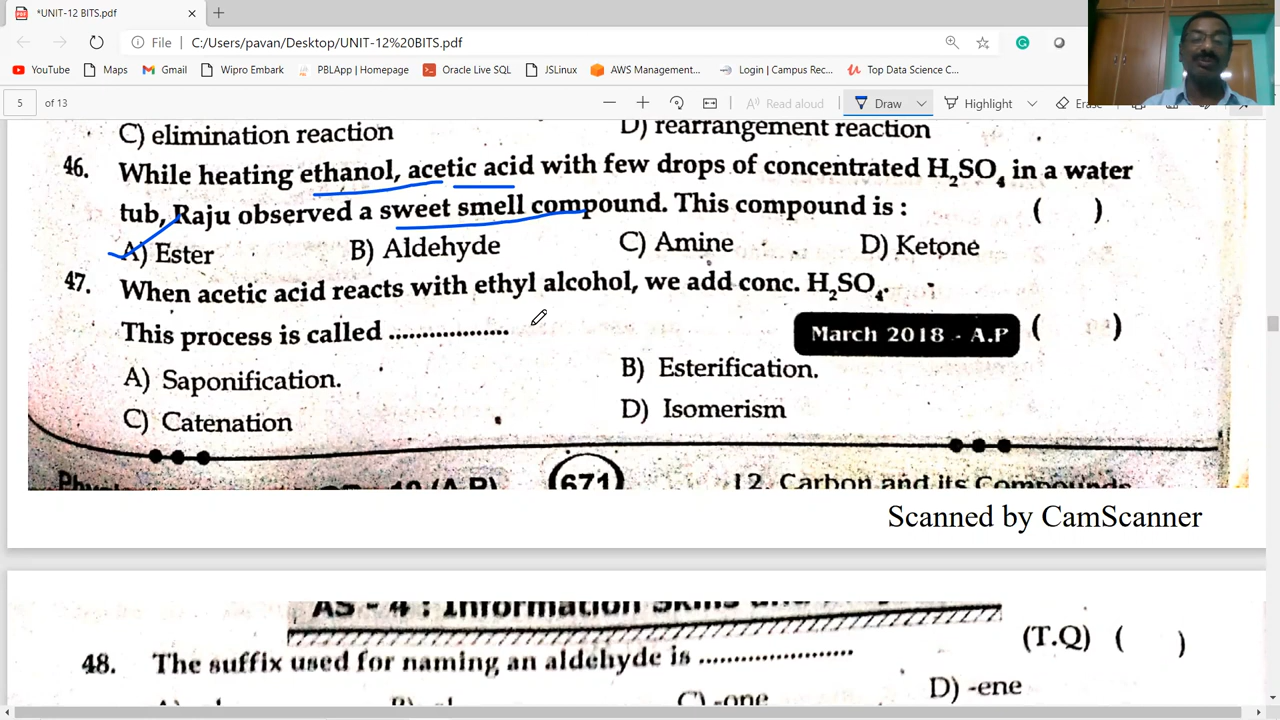 *UNIT-12 BITS.pdf
File C:/Users/pavan/Desktop/UNIT-12%20BITS.pdf
YouTube Maps Gmail Wipro Embark PBLApp | Homepage Oracle Live SQL JSLinux AWS Management... Login | Campus Rec... Top Data Science C...
5 of 13 Read aloud Draw Highlight Erase
C) elimination reaction D) rearrangement reaction
46. While heating ethanol, acetic acid with few drops of concentrated H2SO4 in a water
tub, Raju observed a sweet smell compound. This compound is : ( )
A) Ester B) Aldehyde C) Amine D) Ketone
47. When acetic acid reacts with ethyl alcohol, we add conc. H2SO4.
This process is called .................. March 2018 - A.P ( )
A) Saponification. B) Esterification.
C) Catenation D) Isomerism
671 12. Carbon and its Compounds
Scanned by CamScanner
AS - 4 : Information Skills and
48. The suffix used for naming an aldehyde is ...................... (T.Q) ( )
C) -one D) -ene